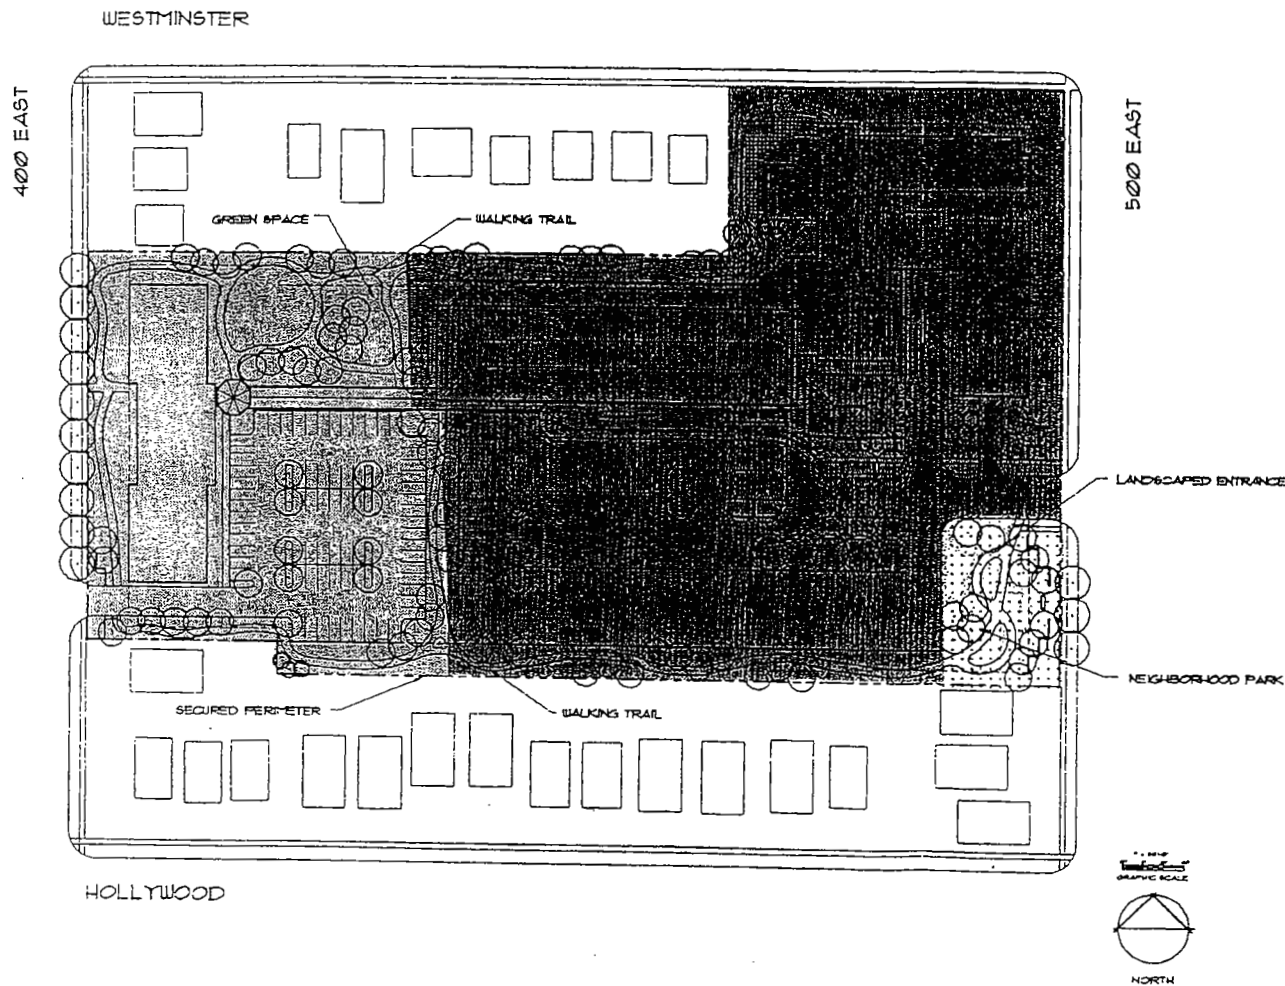 WESTMINSTER
400 EAST
500 EAST
GREEN SPACE
WALKING TRAIL
LANDSCAPED ENTRANCE
NEIGHBORHOOD PARK
SECURED PERIMETER
WALKING TRAIL
HOLLYWOOD
GRAPHIC SCALE
NORTH